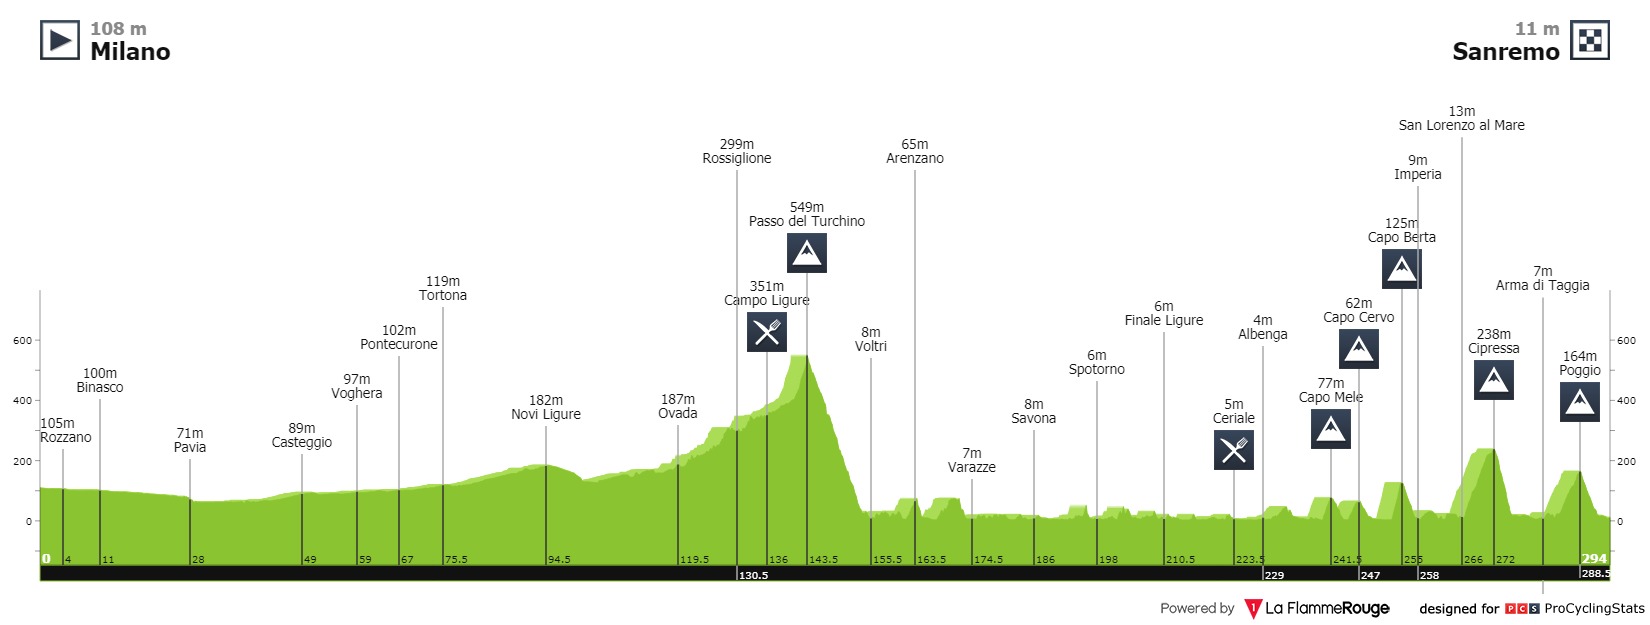 108 m
Milano
11 m
Sanremo
13m
San Lorenzo al Mare
299m
Rossiglione
65m
Arenzano
9m
Imperia
549m
Passo del Turchino
125m
Capo Berta
7m
Arma di Taggia
119m
Tortona
351m
Campo Ligure
6m
Finale Ligure
62m
Capo Cervo
102m
Pontecurone
8m
Voltri
4m
Albenga
238m
Cipressa
600
600
100m
Binasco
97m
Voghera
6m
Spotorno
77m
Capo Mele
164m
Poggio
400
400
105m
Rozzano
71m
Pavia
89m
Casteggio
182m
Novi Ligure
187m
Ovada
8m
Savona
5m
Ceriale
7m
Varazze
200
200
0
0
0 4 11 28 49 59 67 75.5 94.5 119.5 136 143.5 155.5 163.5 174.5 186 198 210.5 223.5 241.5 255 266 272 294
130.5 229 247 258 288.5
Powered by 1 La FlammeRouge designed for PCS ProCyclingStats